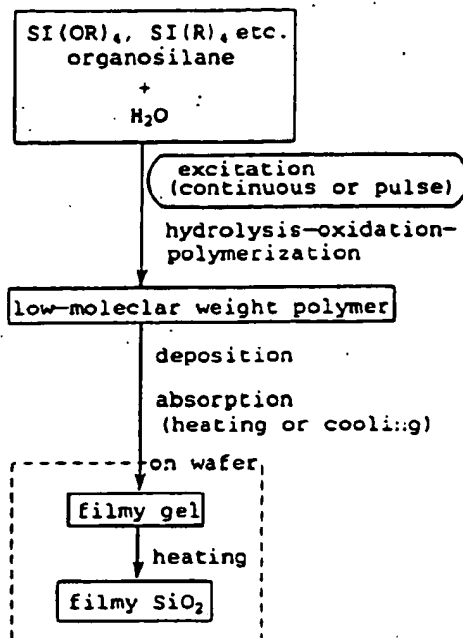 SI(OR)₄, SI(R)₄ etc.
organosilane
+
H₂O
excitation
(continuous or pulse)
hydrolysis-oxidation-
polymerization
low-moleclar weight polymer
deposition
absorption
(heating or cooling)
on wafer
filmy gel
heating
filmy SiO₂